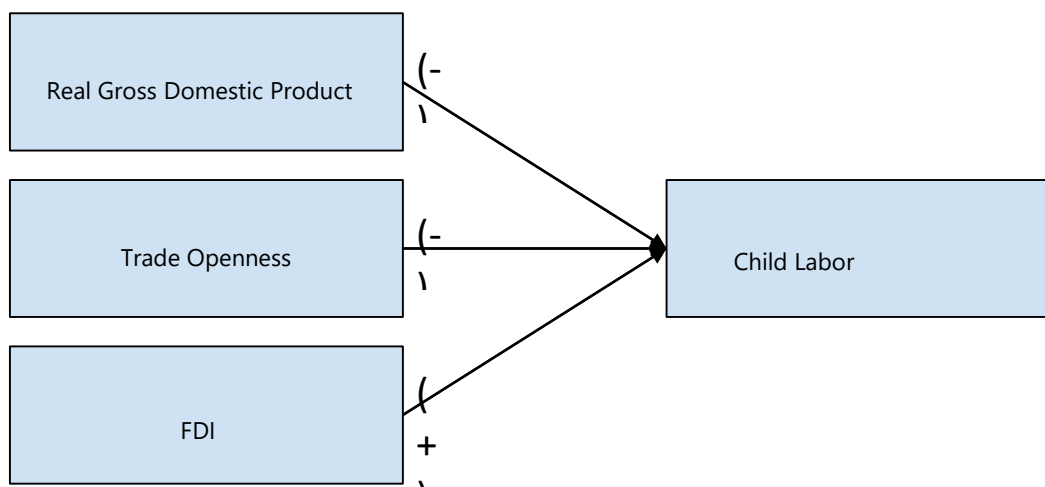 Real Gross Domestic Product
(-
)
Trade Openness
(-
)
Child Labor
FDI
(
+
)